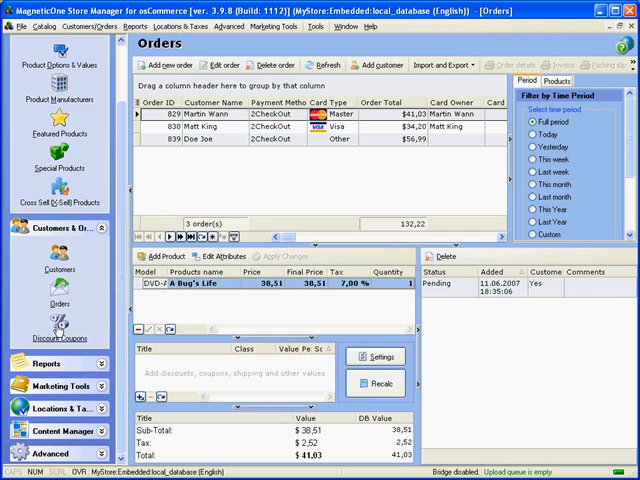 MagneticOne Store Manager for osCommerce [ver. 3.9.8 (Build: 1112)] (MyStore:Embedded:local_database (English)) - [Orders]
File Catalog Customers/Orders Reports Locations & Taxes Advanced Marketing Tools Tools Window Help
Product Options & Values
Product Manufacturers
Featured Products
Special Products
Cross Sell (X-Sell) Products
Customers & Or...
Customers
Orders
Discount Coupons
Reports
Marketing Tools
Locations & Ta...
Content Manager
Advanced
Orders
Add new order Edit order Delete order Refresh Add customer Import and Export Order details Invoice Packing slip
Drag a column header here to group by that column
Order ID Customer Name Payment Metho Card Type Order Total Card Owner Card
829 Martin Wann 2CheckOut Master $41,03 Martin Wann
830 Matt King 2CheckOut Visa $34,20 Matt King
839 Doe Joe 2CheckOut Other $56,99
3 order(s) 132,22
Period Products
Filter by Time Period
Select time period
Full period
Today
Yesterday
This week
Last week
This month
Last month
This Year
Last Year
Custom
Add Product Edit Attributes Apply Changes
Model Products name Price Final Price Tax Quantity
DVD-A A Bug's Life 38,51 38,51 7,00 % 1
Title Class Value Pe Sc
Add discounts, coupons, shipping and other values
Settings
Recalc
Title Value DB Value
Sub-Total: $ 38,51 38,51
Tax: $ 2,52 2,52
Total: $ 41,03 41,03
Delete
Status Added Custome Comments
Pending 11.06.2007 Yes
18:35:06
CAPS NUM SCRL OVR MyStore:Embedded:local_database (English) Bridge disabled. Upload queue is empty